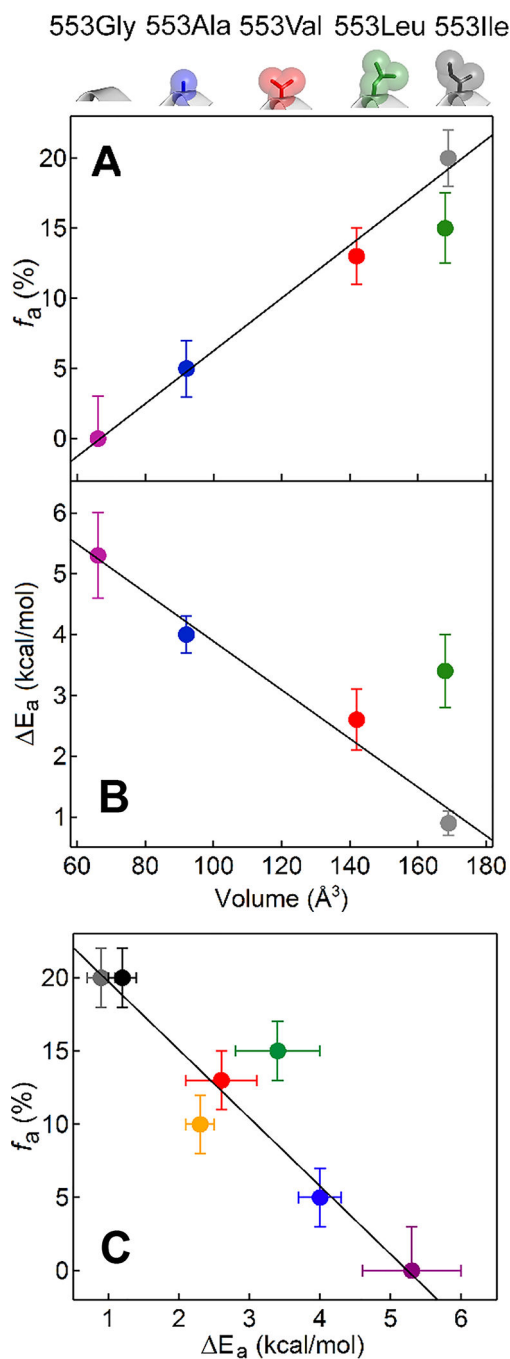 553Gly 553Ala 553Val 553Leu 553Ile
A
20
15
10
5
0
fa (%)
B
6
5
4
3
2
1
ΔEa (kcal/mol)
60 80 100 120 140 160 180
Volume (Å³)
C
20
15
10
5
0
fa (%)
1 2 3 4 5 6
ΔEa (kcal/mol)